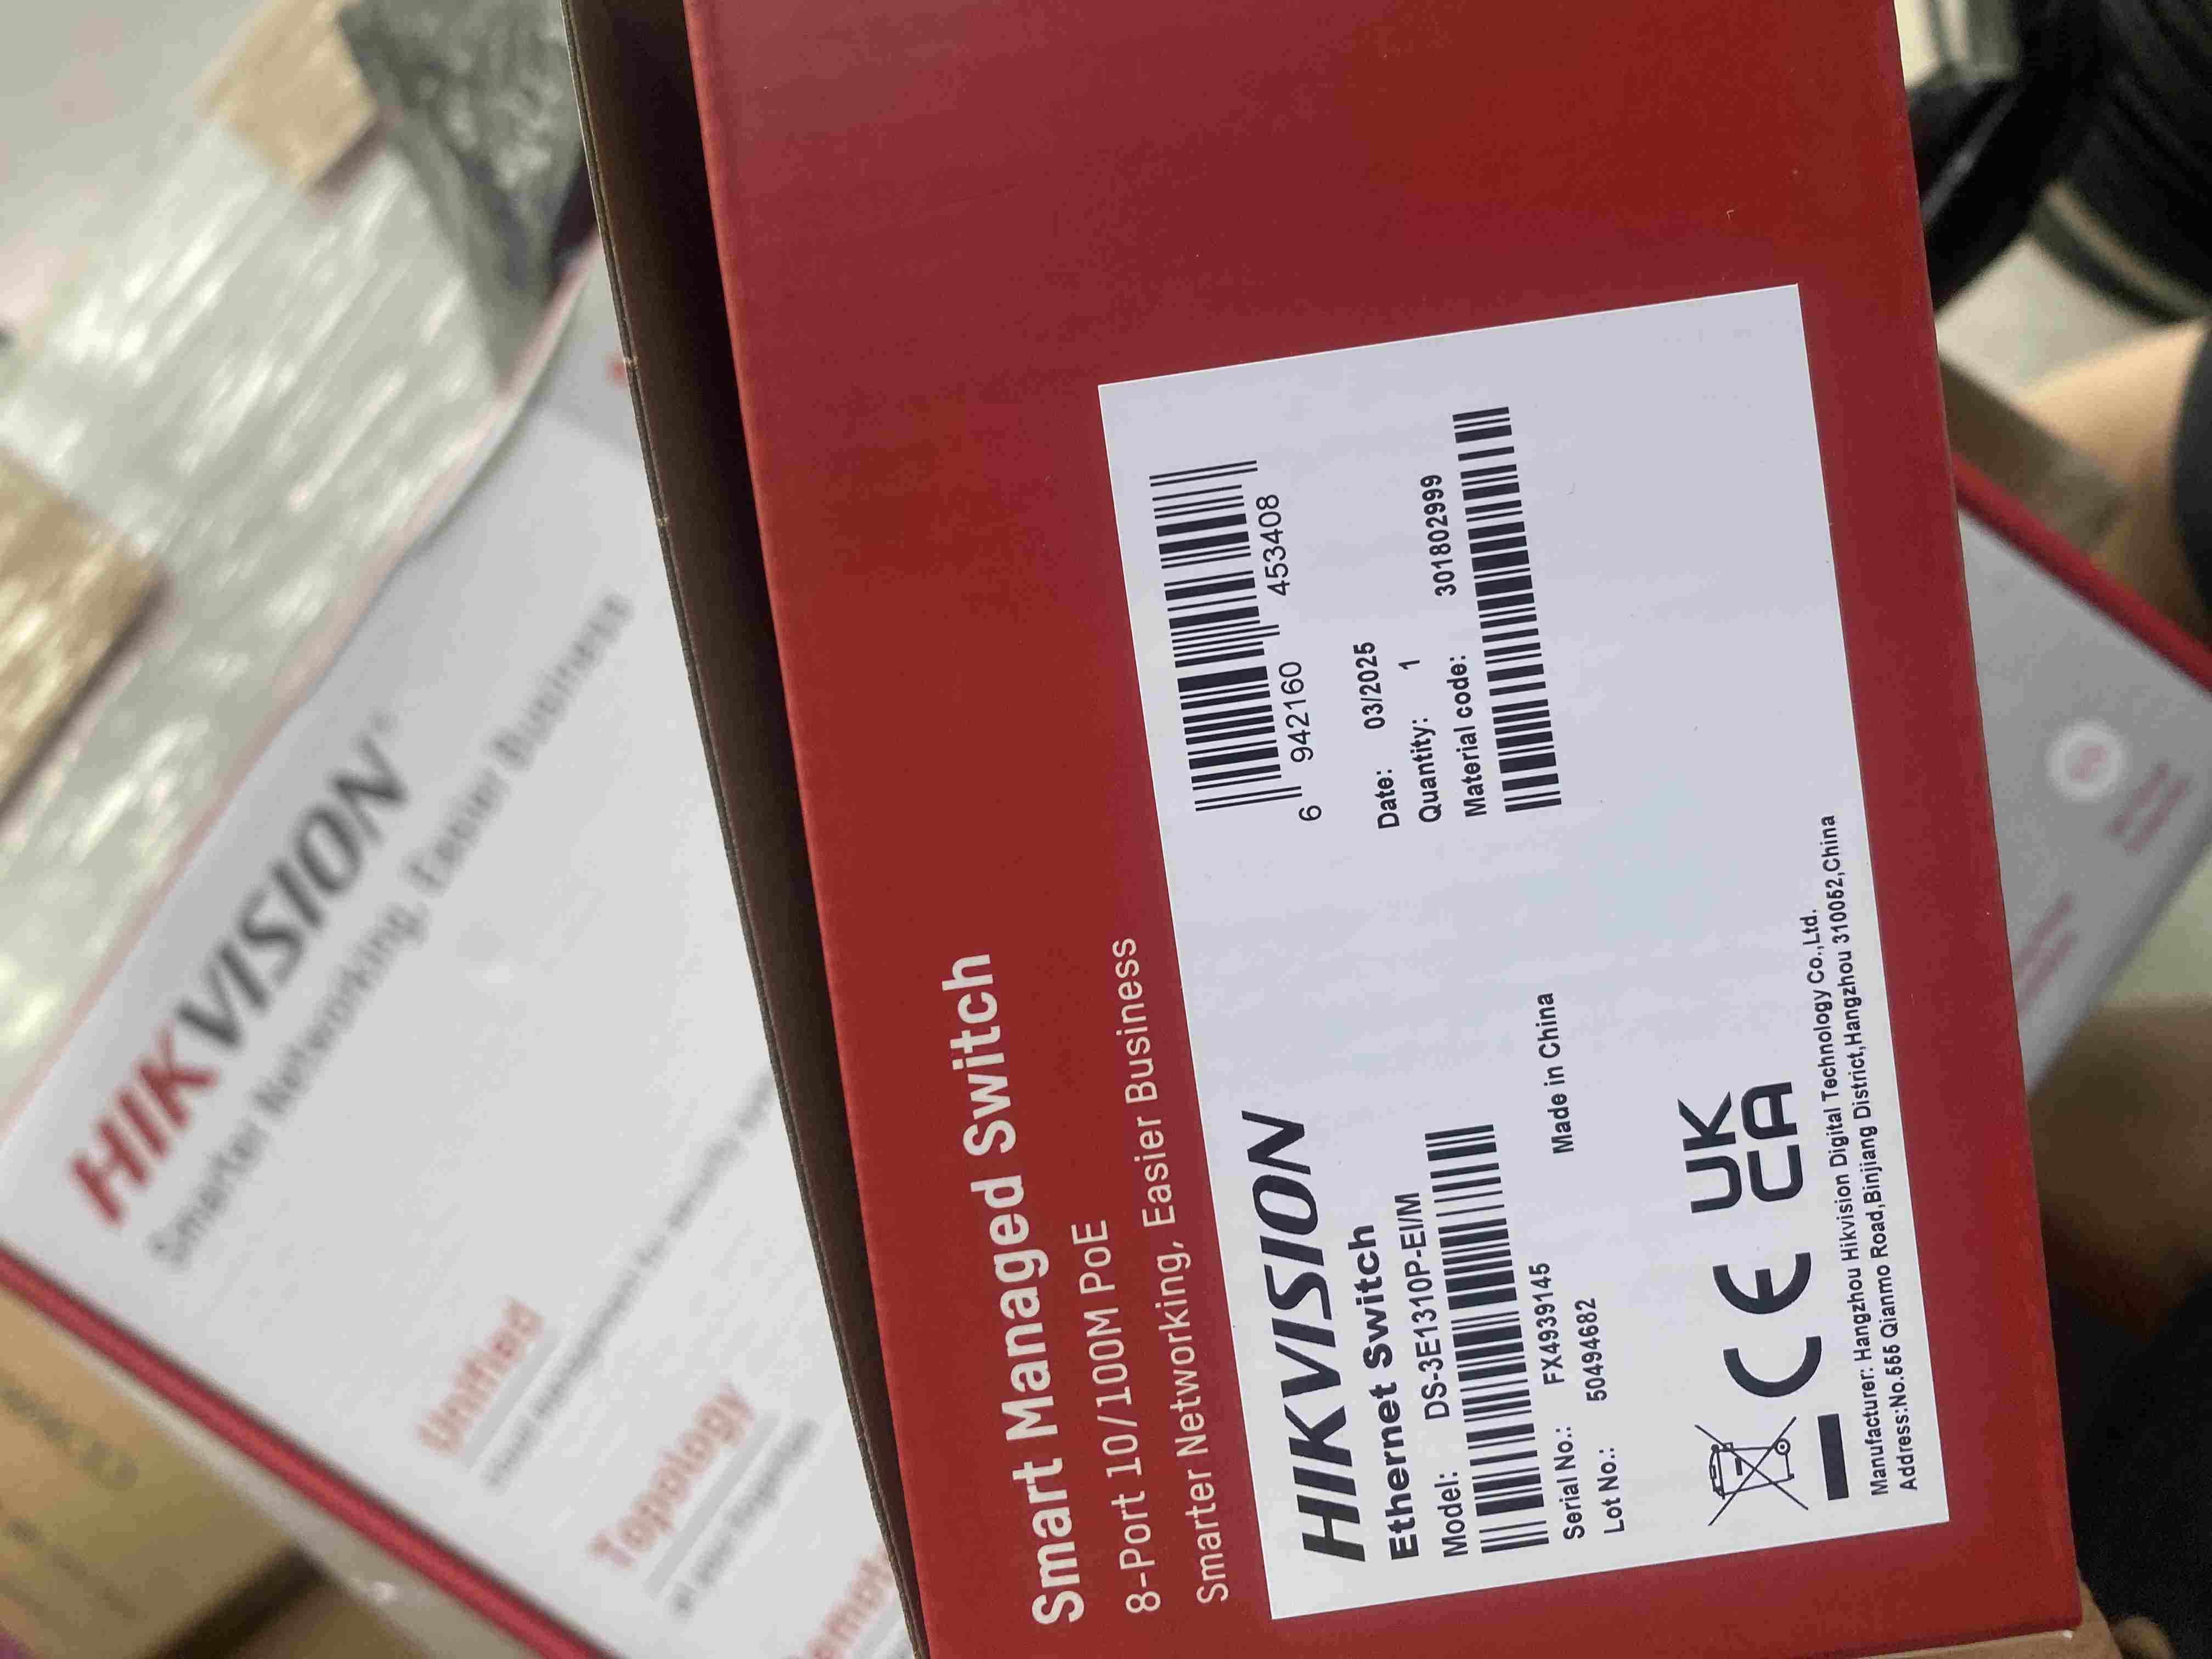 Smart Managed Switch
8-Port 10/100M PoE
Smarter Networking, Easier Business
HIKVISION
Ethernet Switch
Model: DS-3E1310P-EI/M
Serial No.: FX4939145
Lot No.: 50494682
Made in China
6 942160 453408
Date: 03/2025
Quantity: 1
Material code: 301802999
UK
CA
CE
Manufacturer: Hangzhou Hikvision Digital Technology Co.,Ltd.
Address:No.555 Qianmo Road,Binjiang District,Hangzhou 310052,China
HIKVISION
Smarter Networking, Easier Business
Unified
Topology